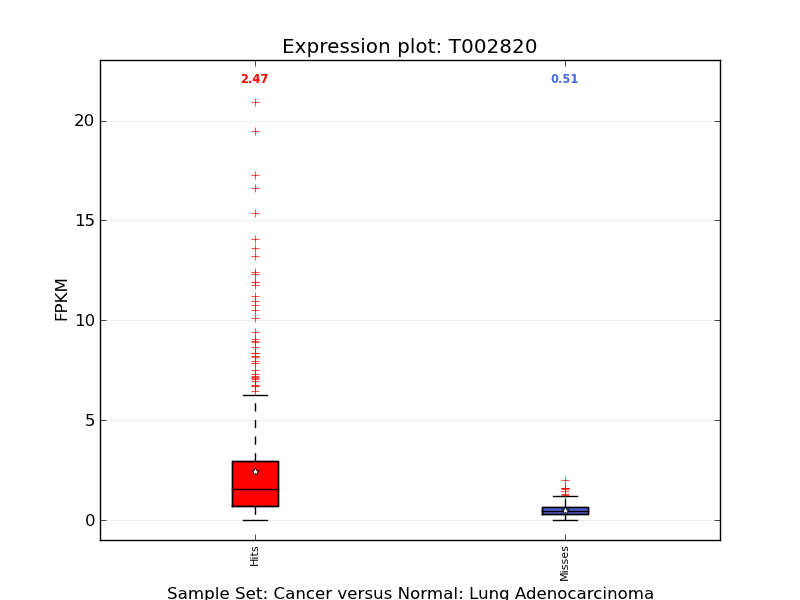 Expression plot: T002820
2.47
0.51
20
15
10
5
0
FPKM
Hits
Misses
Sample Set: Cancer versus Normal: Lung Adenocarcinoma